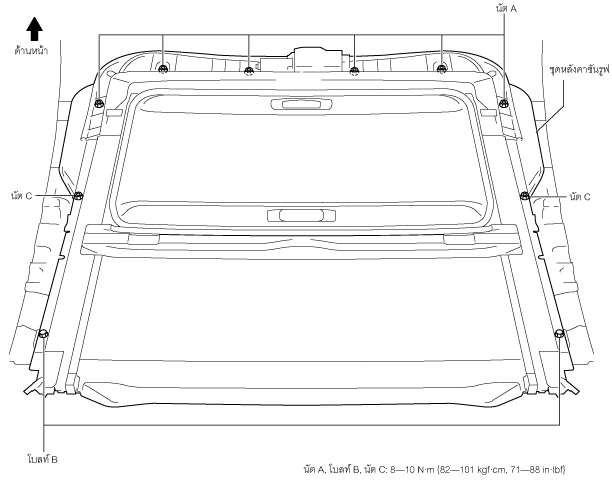 นัต A
ด้านหน้า
ชุดหลังคาซันรูฟ
นัต C
นัต C
โบลท์ B
นัต A, โบลท์ B, นัต C: 8—10 N·m {82—101 kgf·cm, 71—88 in·lbf}